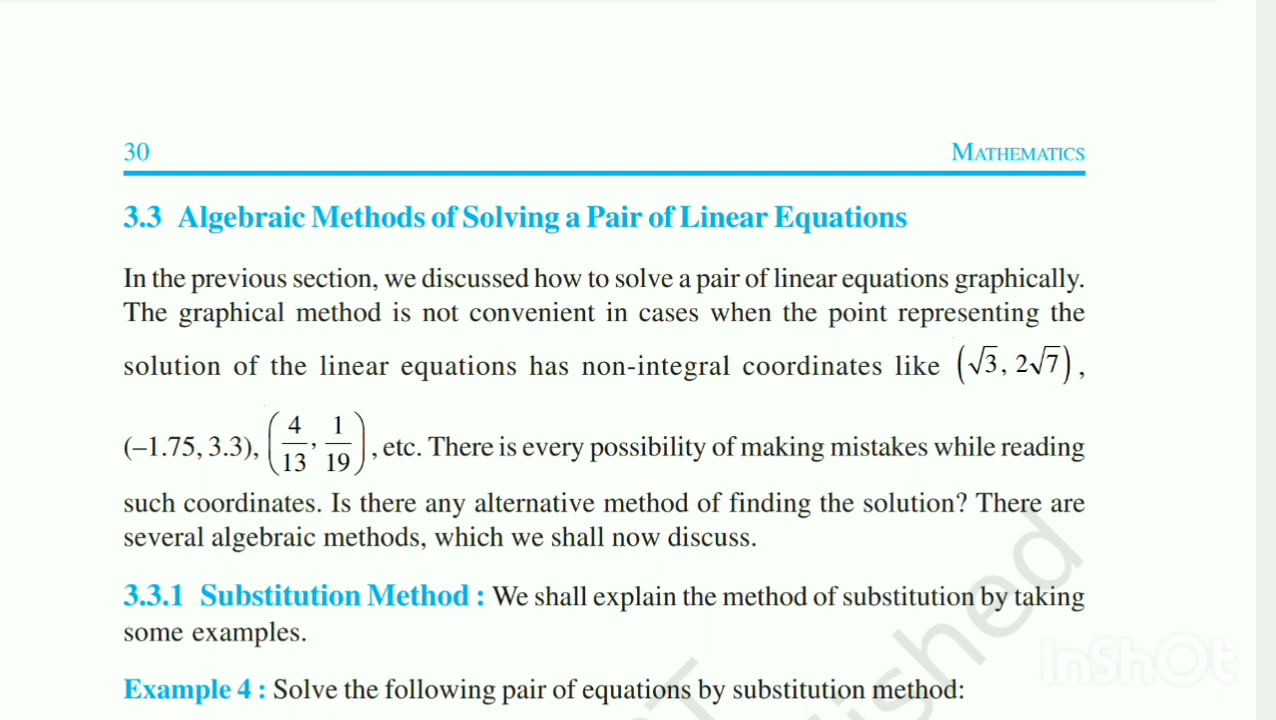 30 MATHEMATICS
3.3 Algebraic Methods of Solving a Pair of Linear Equations
In the previous section, we discussed how to solve a pair of linear equations graphically.
The graphical method is not convenient in cases when the point representing the
solution of the linear equations has non-integral coordinates like (√3, 2√7),
(–1.75, 3.3), (4/13, 1/19), etc. There is every possibility of making mistakes while reading
such coordinates. Is there any alternative method of finding the solution? There are
several algebraic methods, which we shall now discuss.
3.3.1 Substitution Method : We shall explain the method of substitution by taking
some examples.
Example 4 : Solve the following pair of equations by substitution method:
InShOt